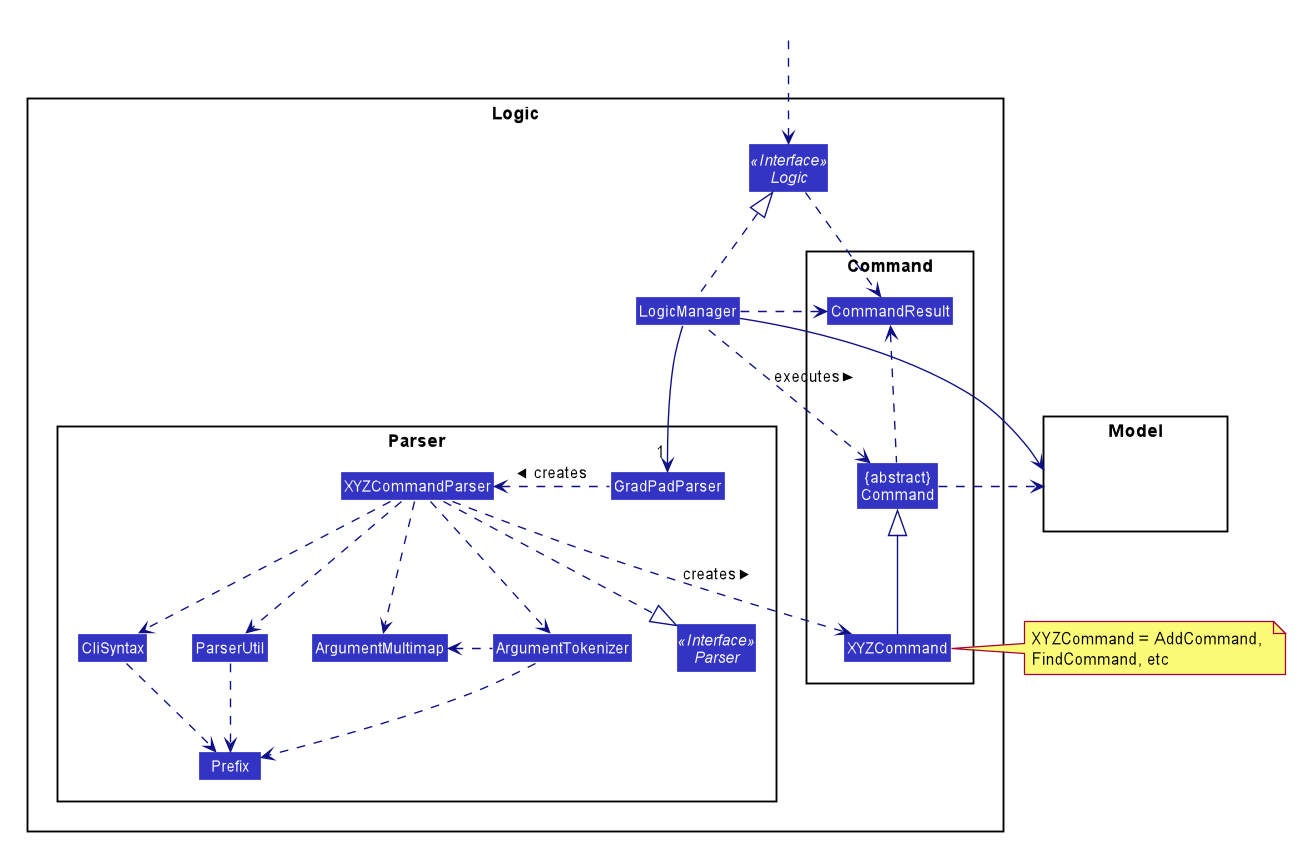 Logic
«Interface»
Logic
Command
LogicManager
CommandResult
executes
Model
Parser
1
{abstract}
Command
creates
XYZCommandParser
GradPadParser
creates
XYZCommand = AddCommand,
FindCommand, etc
CliSyntax
ParserUtil
ArgumentMultimap
ArgumentTokenizer
«Interface»
Parser
XYZCommand
Prefix